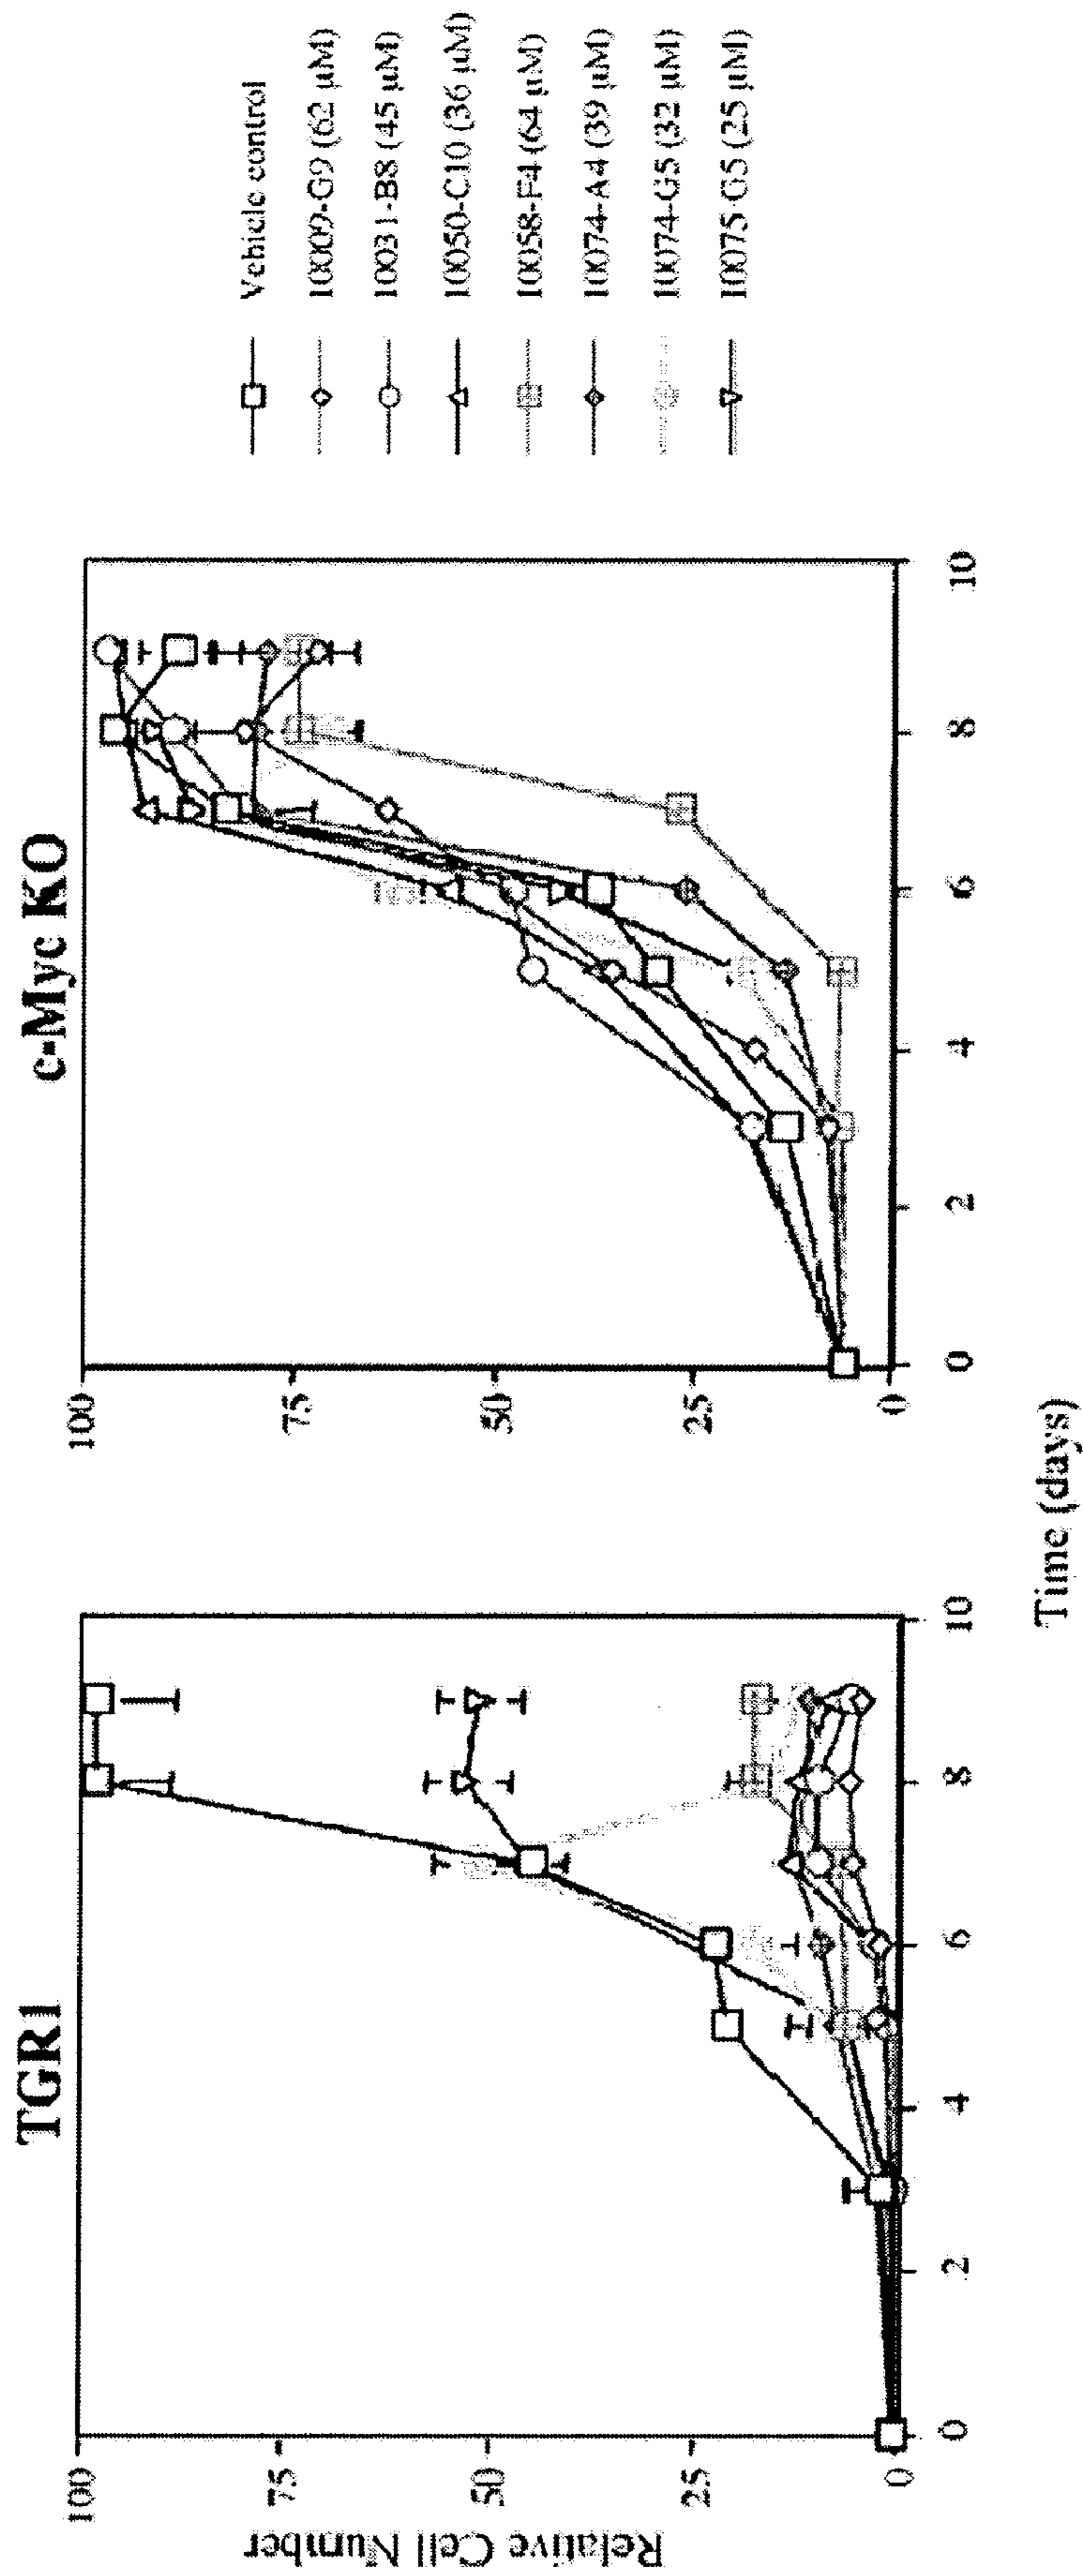 TGR1
c-Myc KO
Relative Cell Number
100
75
50
25
0
0
2
4
6
8
10
100
75
50
25
0
0
2
4
6
8
10
Time (days)
Vehicle control
10009-G9 (62 µM)
10031-B8 (45 µM)
10050-C10 (36 µM)
10058-F4 (64 µM)
10074-A4 (39 µM)
10074-G5 (32 µM)
10075-G5 (25 µM)